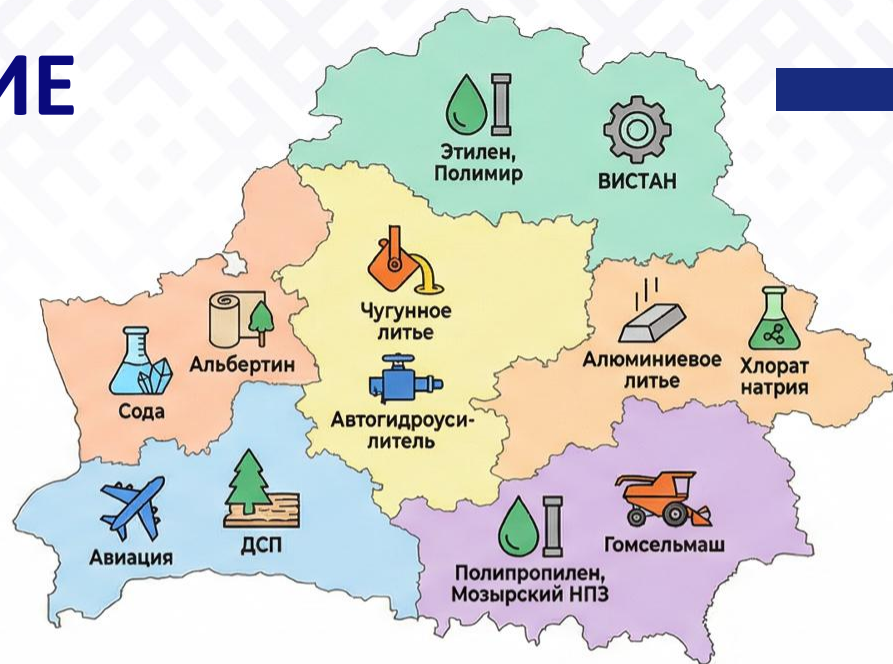 ИЕ
Этилен,
Полимир
ВИСТАН
Чугунное
литье
Альбертин
Сода
Автогидроуси-
литель
Алюминиевое
литье
Хлорат
натрия
Авиация
ДСП
Полипропилен,
Мозырский НПЗ
Гомсельмаш